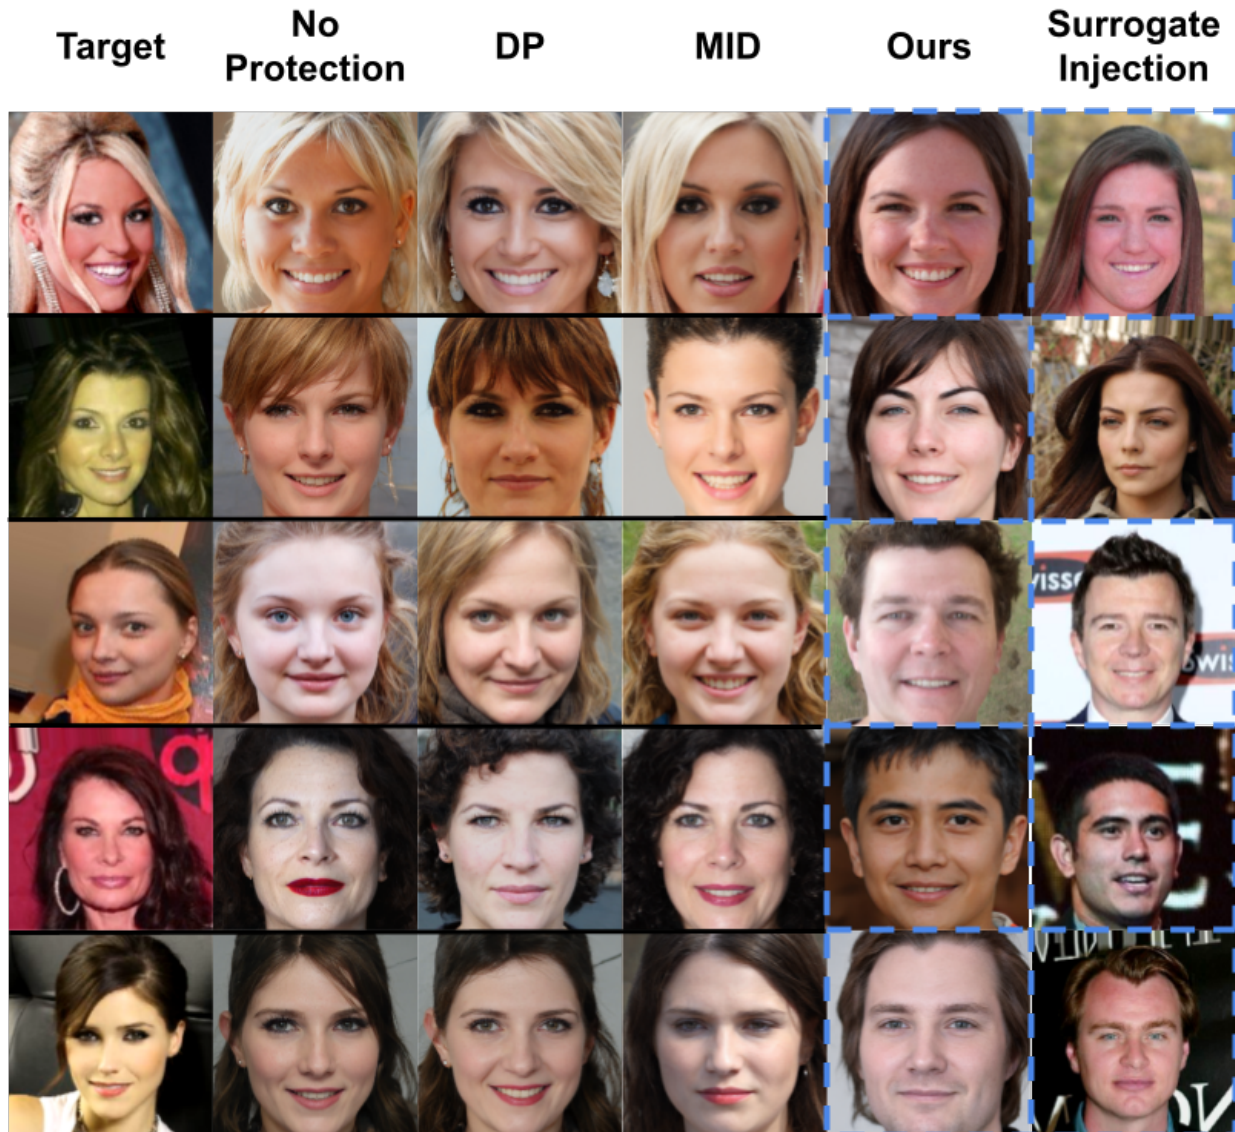 Target
No
Protection
DP
MID
Ours
Surrogate
Injection